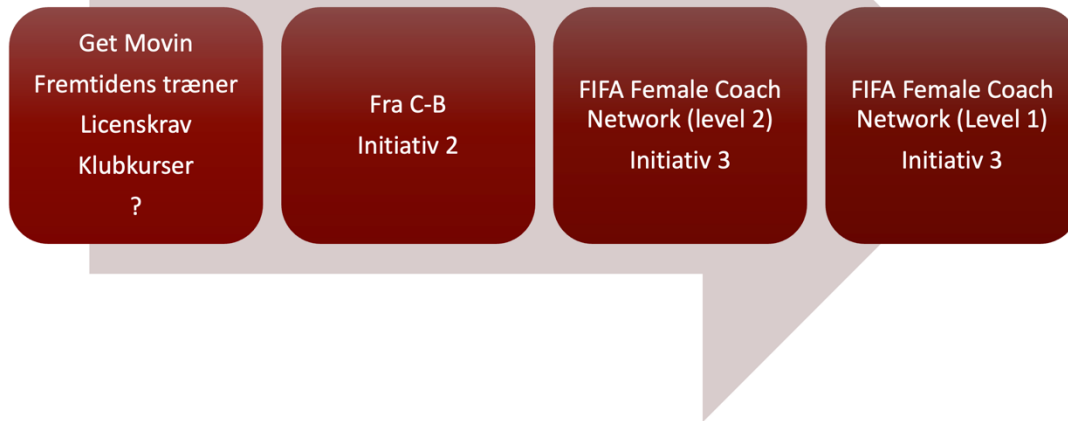 Get Movin
Fremtidens træner
Licenskrav
Klubkurser
?
Fra C-B
Initiativ 2
FIFA Female Coach
Network (level 2)
Initiativ 3
FIFA Female Coach
Network (Level 1)
Initiativ 3